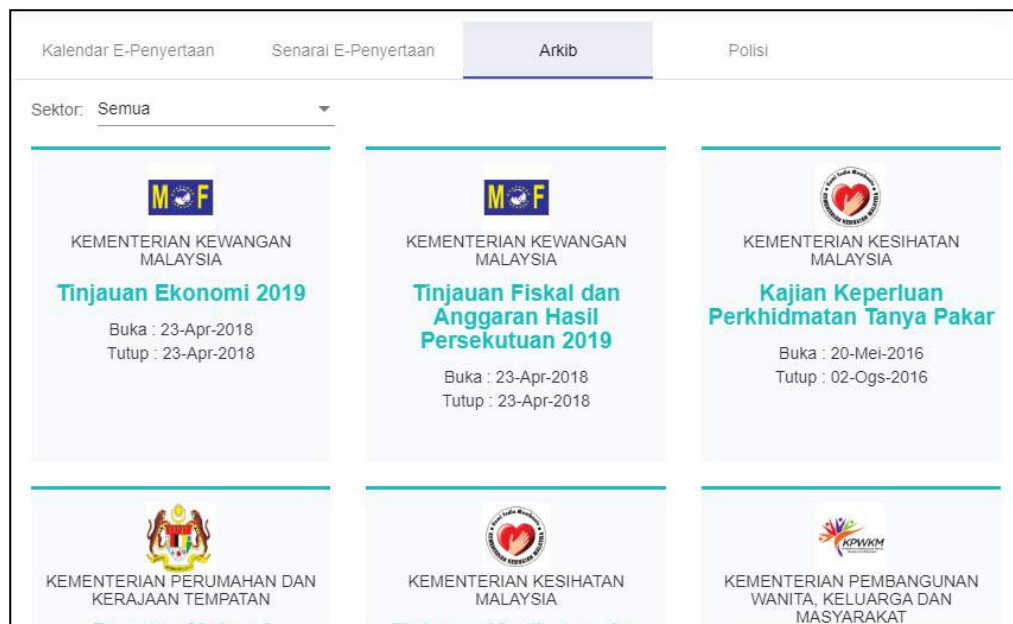 Kalendar E-Penyertaan
Senarai E-Penyertaan
Arkib
Polisi
Sektor: Semua
M F
KEMENTERIAN KEWANGAN
MALAYSIA
Tinjauan Ekonomi 2019
Buka : 23-Apr-2018
Tutup : 23-Apr-2018
M F
KEMENTERIAN KEWANGAN
MALAYSIA
Tinjauan Fiskal dan
Anggaran Hasil
Persekutuan 2019
Buka : 23-Apr-2018
Tutup : 23-Apr-2018
KEMENTERIAN KESIHATAN
MALAYSIA
Kajian Keperluan
Perkhidmatan Tanya Pakar
Buka : 20-Mei-2016
Tutup : 02-Ogs-2016
KEMENTERIAN PERUMAHAN DAN
KERAJAAN TEMPATAN
KEMENTERIAN KESIHATAN
MALAYSIA
KPWKM
KEMENTERIAN PEMBANGUNAN
WANITA, KELUARGA DAN
MASYARAKAT